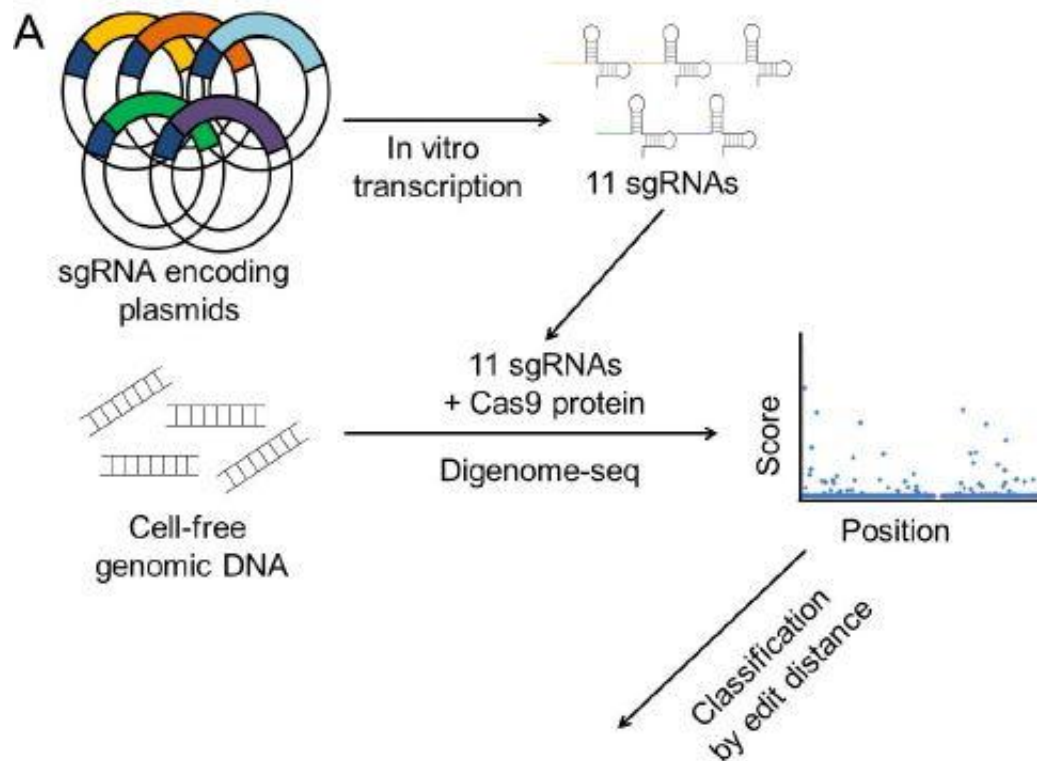 A
In vitro
transcription
11 sgRNAs
sgRNA encoding
plasmids
11 sgRNAs
+ Cas9 protein
Digenome-seq
Cell-free
genomic DNA
Score
Position
Classification
by edit distance